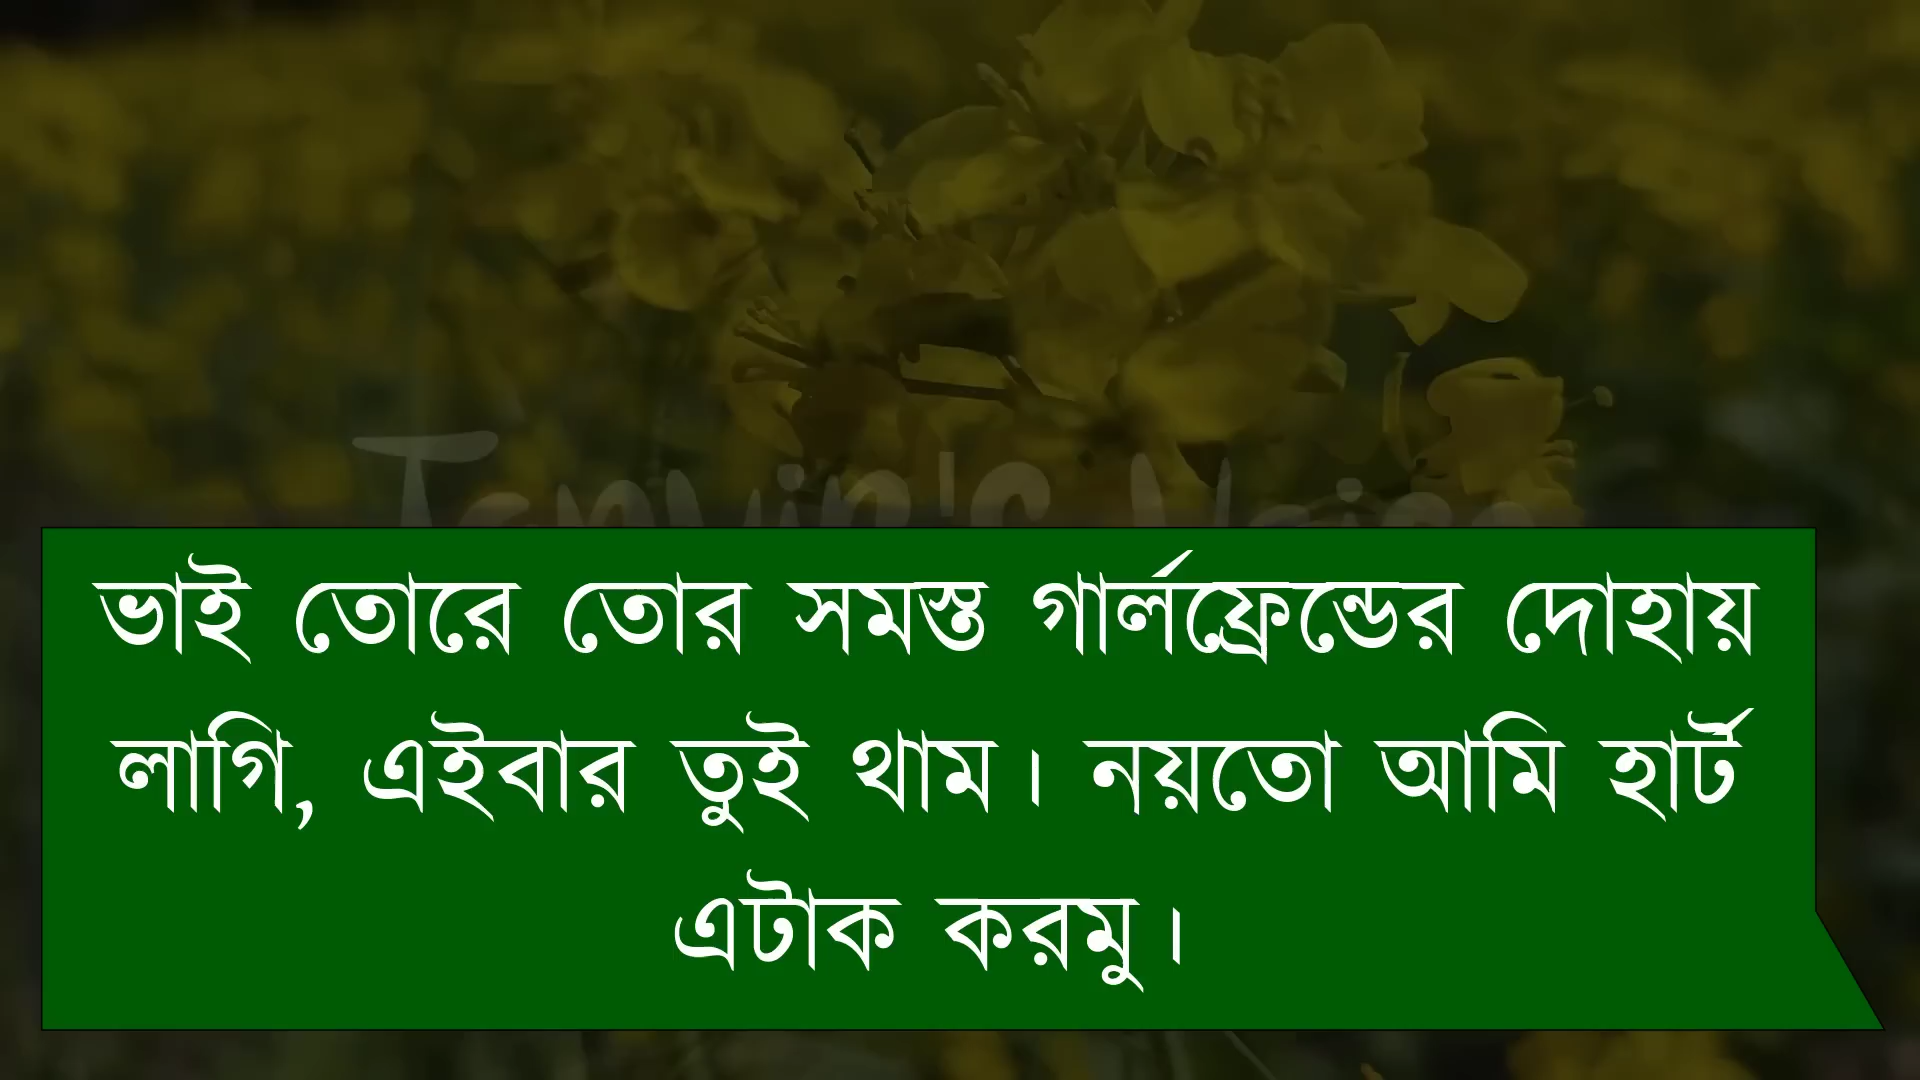 ভাই তোরে তোর সমস্ত গার্লফ্রেন্ডের দোহায়
লাগি, এইবার তুই থাম। নয়তো আমি হার্ট
এটাক করমু।